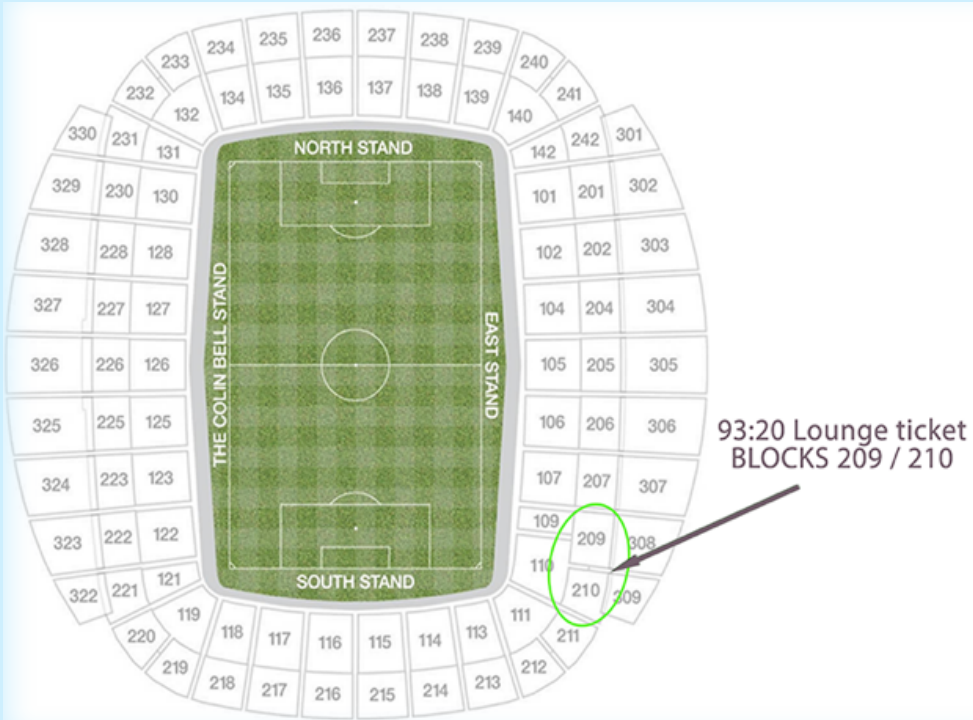 234 235 236 237 238 239
233 240
232 241
134 135 136 137 138 139
132 140
330 231 131 142 242 301
NORTH STAND
329 230 130 101 201 302
328 228 128 102 202 303
327 227 127 104 204 304
THE COLIN BELL STAND
EAST STAND
326 226 126 105 205 305
325 225 125 106 206 306
93:20 Lounge ticket
BLOCKS 209 / 210
324 223 123 107 207 307
323 222 122 109 209 308
110
322 221 121 210 309
SOUTH STAND
119 118 117 116 115 114 113 111
220 211
219 218 217 216 215 214 213 212